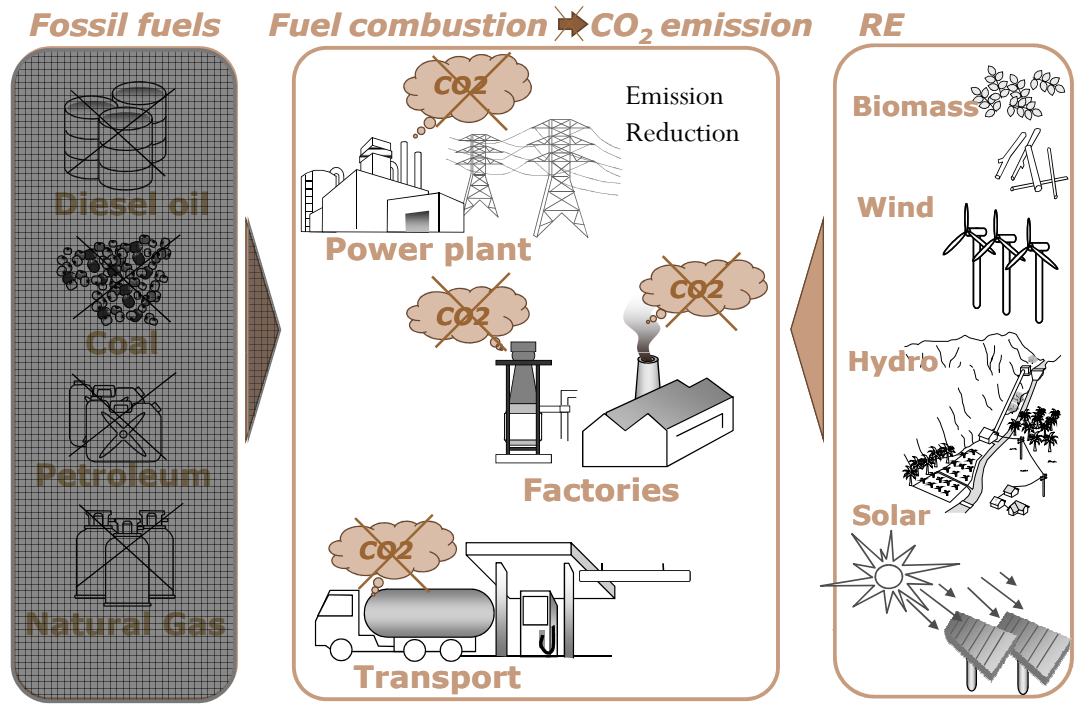 Fossil fuels
Diesel oil
Coal
Petroleum
Natural Gas
Fuel combustion CO₂ emission
CO2
Emission
Reduction
Power plant
CO2
CO2
Factories
CO2
Transport
RE
Biomass
Wind
Hydro
Solar